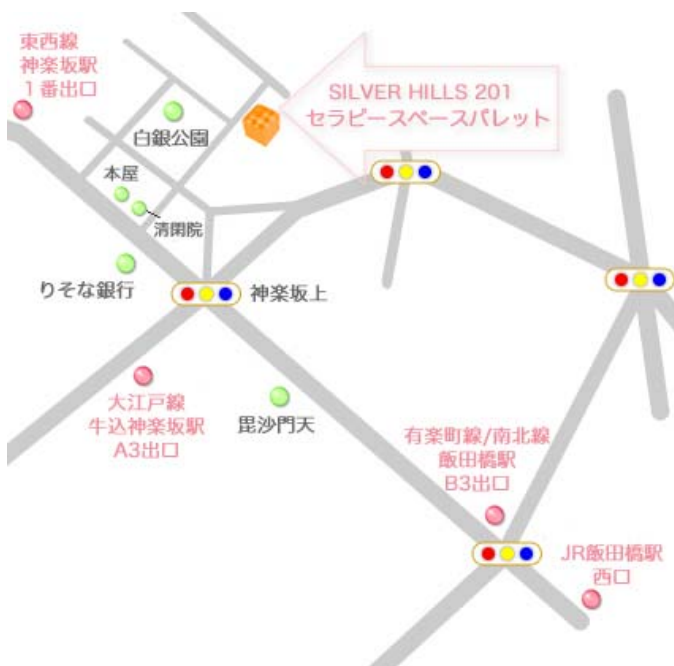 東西線
神楽坂駅
1番出口
SILVER HILLS 201
セラピースペースパレット
白銀公園
本屋
清閑院
りそな銀行
神楽坂上
大江戸線
牛込神楽坂駅
A3出口
毘沙門天
有楽町線/南北線
飯田橋駅
B3出口
JR飯田橋駅
西口